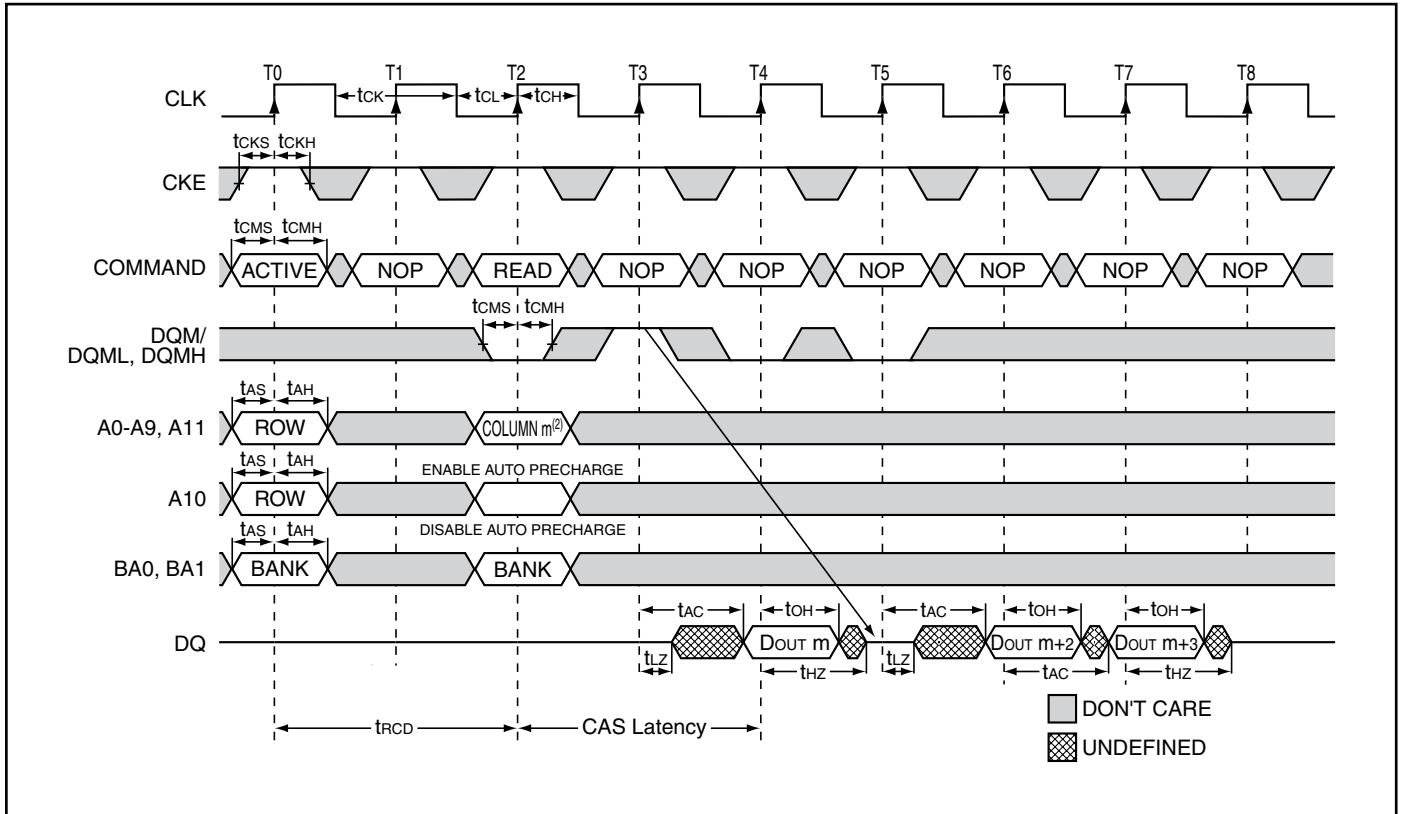 T0 T1 T2 T3 T4 T5 T6 T7 T8
CLK
tCK tCL tCH
tCKS tCKH
CKE
tCMS tCMH
COMMAND ACTIVE NOP READ NOP NOP NOP NOP NOP NOP
tCMS tCMH
DQM/
DQML, DQMH
tAS tAH
A0-A9, A11 ROW COLUMN m(2)
tAS tAH ENABLE AUTO PRECHARGE
A10 ROW
tAS tAH DISABLE AUTO PRECHARGE
BA0, BA1 BANK BANK
tAC tOH tAC tOH tOH
DQ DOUT m DOUT m+2 DOUT m+3
tLZ tHZ tLZ tAC tHZ
tRCD CAS Latency
DON'T CARE
UNDEFINED